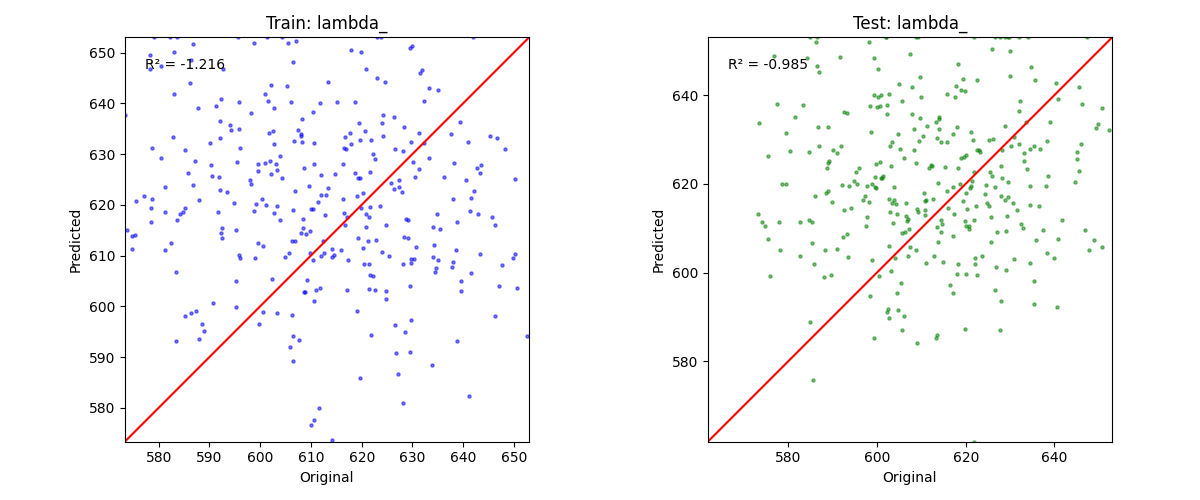 Train: lambda_
R² = -1.216
Predicted
650
640
630
620
610
600
590
580
580 590 600 610 620 630 640 650
Original
Test: lambda_
R² = -0.985
Predicted
640
620
600
580
580 600 620 640
Original